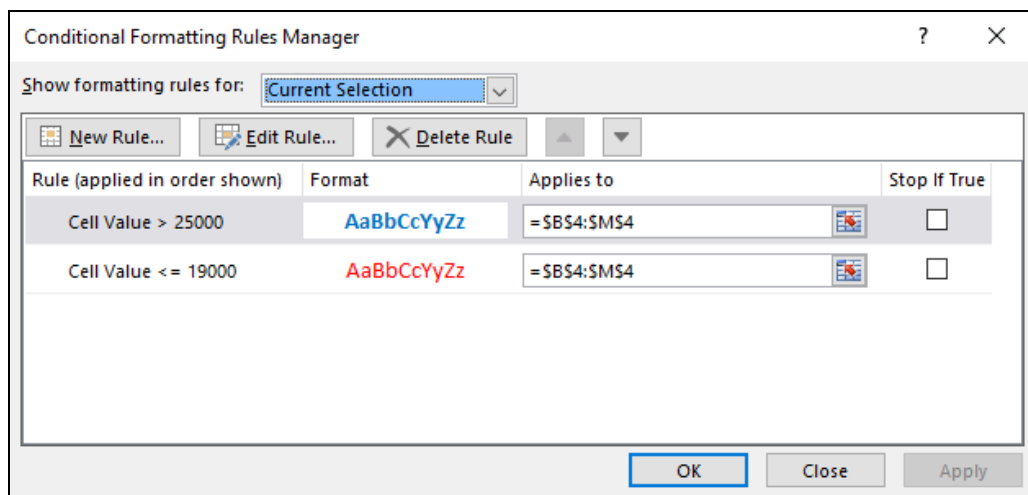 Conditional Formatting Rules Manager ? ×
Show formatting rules for: Current Selection
New Rule... Edit Rule... Delete Rule
Rule (applied in order shown) Format Applies to Stop If True
Cell Value > 25000 AaBbCcYyZz =$B$4:$M$4
Cell Value <= 19000 AaBbCcYyZz =$B$4:$M$4
OK Close Apply